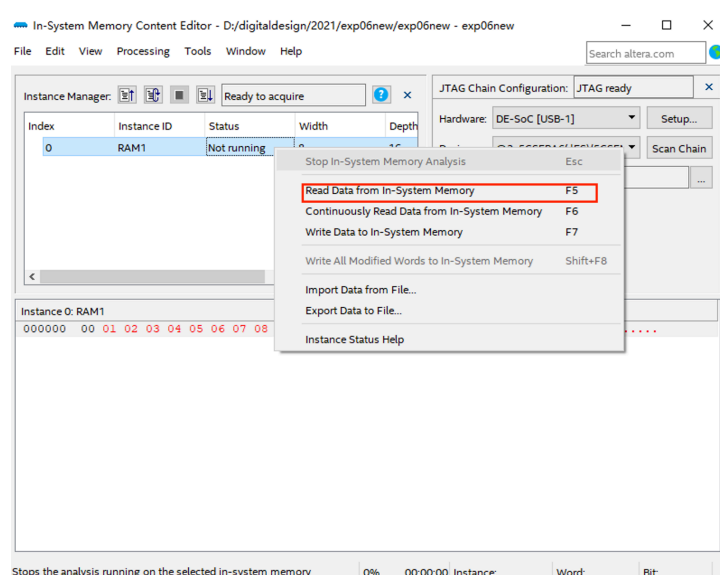 In-System Memory Content Editor - D:/digitaldesign/2021/exp06new/exp06new - exp06new
File Edit View Processing Tools Window Help
Search altera.com
Instance Manager: Ready to acquire
JTAG Chain Configuration: JTAG ready
Index Instance ID Status Width Depth
0 RAM1 Not running
Hardware: DE-SoC [USB-1] Setup...
Scan Chain
...
Stop In-System Memory Analysis Esc
Read Data from In-System Memory F5
Continuously Read Data from In-System Memory F6
Write Data to In-System Memory F7
Write All Modified Words to In-System Memory Shift+F8
Import Data from File...
Export Data to File...
Instance Status Help
Instance 0: RAM1
000000 00 01 02 03 04 05 06 07 08
Stops the analysis running on the selected in-system memory 0% 00:00:00 Instance: Word: Bit: